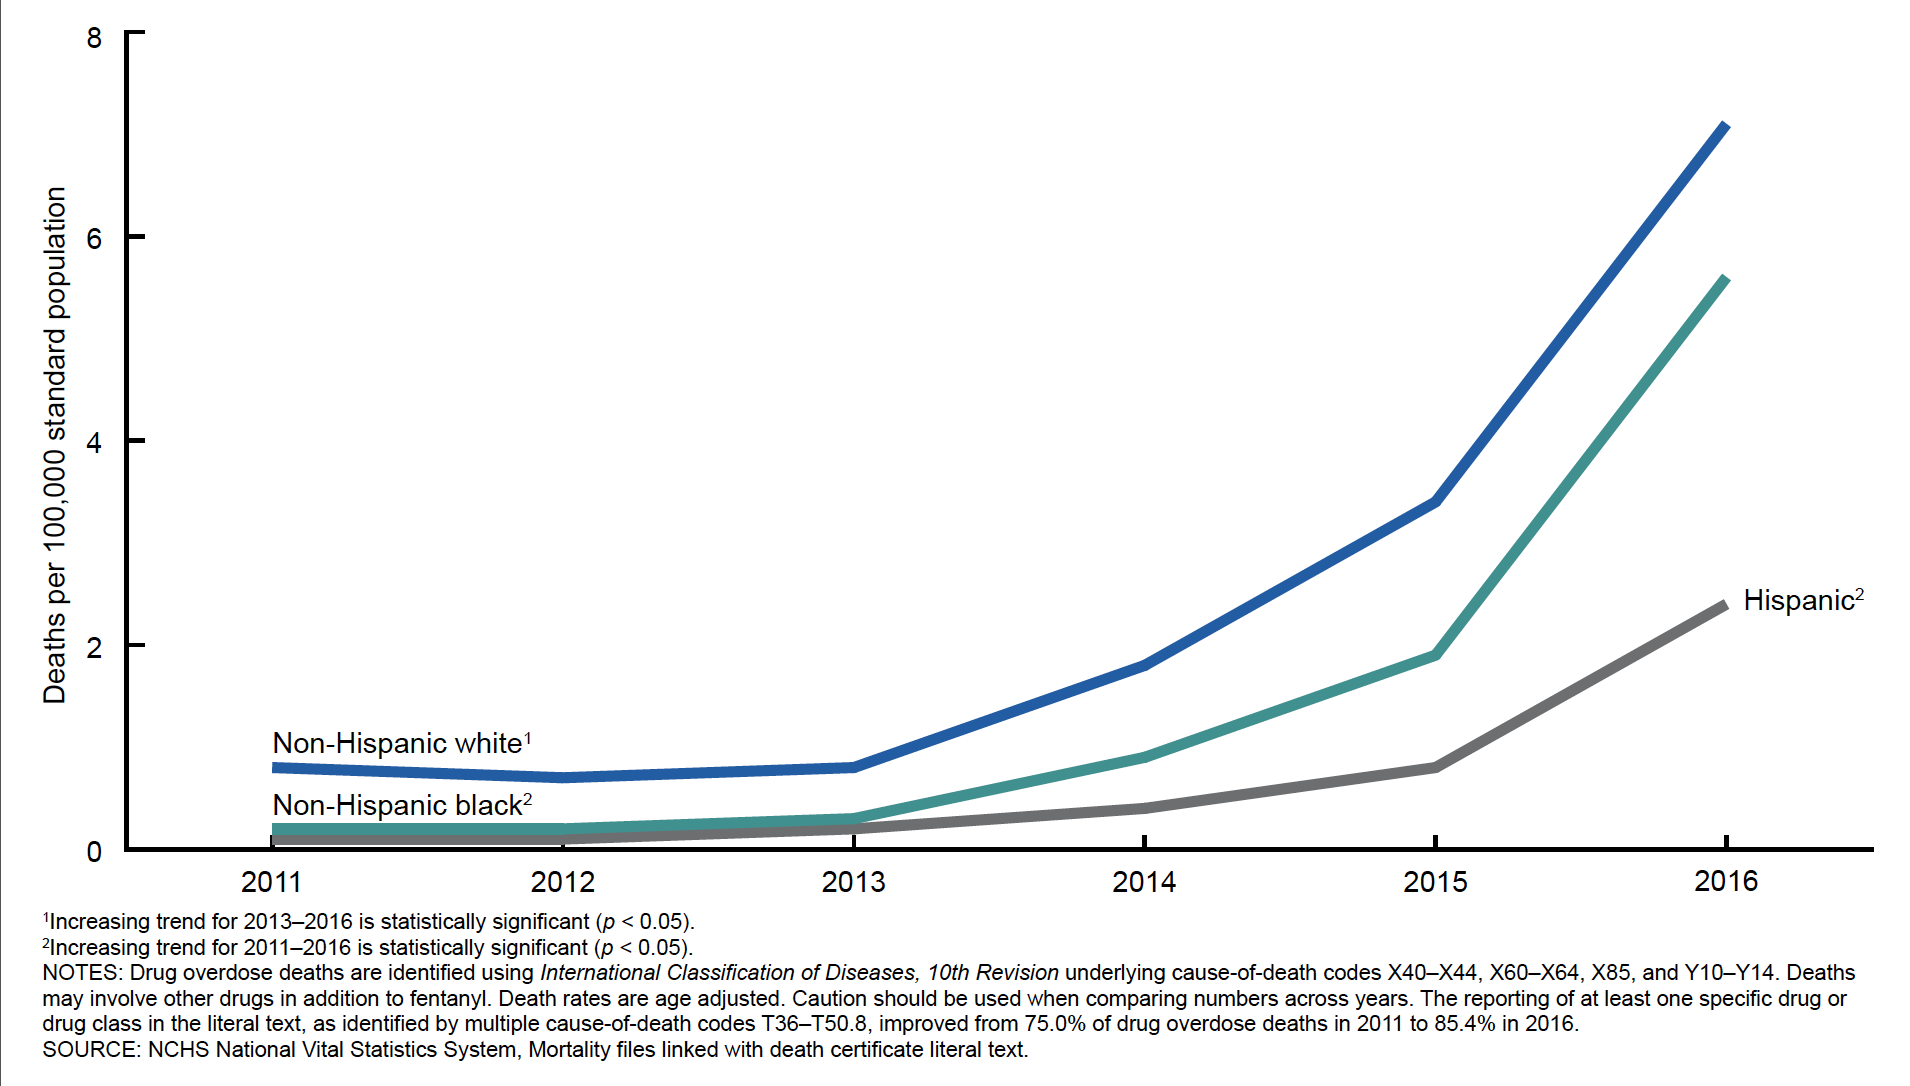 8
6
4
2
0
Deaths per 100,000 standard population
Non-Hispanic white¹
Non-Hispanic black²
Hispanic²
2011 2012 2013 2014 2015 2016
¹Increasing trend for 2013–2016 is statistically significant (p < 0.05).
²Increasing trend for 2011–2016 is statistically significant (p < 0.05).
NOTES: Drug overdose deaths are identified using International Classification of Diseases, 10th Revision underlying cause-of-death codes X40–X44, X60–X64, X85, and Y10–Y14. Deaths
may involve other drugs in addition to fentanyl. Death rates are age adjusted. Caution should be used when comparing numbers across years. The reporting of at least one specific drug or
drug class in the literal text, as identified by multiple cause-of-death codes T36–T50.8, improved from 75.0% of drug overdose deaths in 2011 to 85.4% in 2016.
SOURCE: NCHS National Vital Statistics System, Mortality files linked with death certificate literal text.